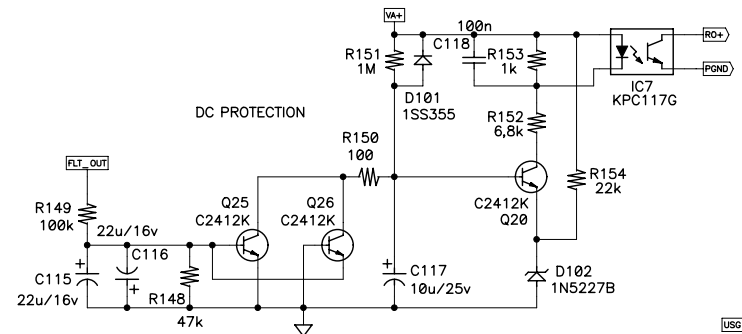 VA+
100n
R151
1M
C118
R153
1k
RO+
PGND
IC7
KPC117G
D101
1SS355
DC PROTECTION
R152
6,8k
R150
100
FLT_OUT
Q25
C2412K
Q26
C2412K
C2412K
Q20
R154
22k
R149
100k
22u/16v
C116
+
C115
22u/16v
+
R148
47k
+
C117
10u/25v
D102
1N5227B
USG